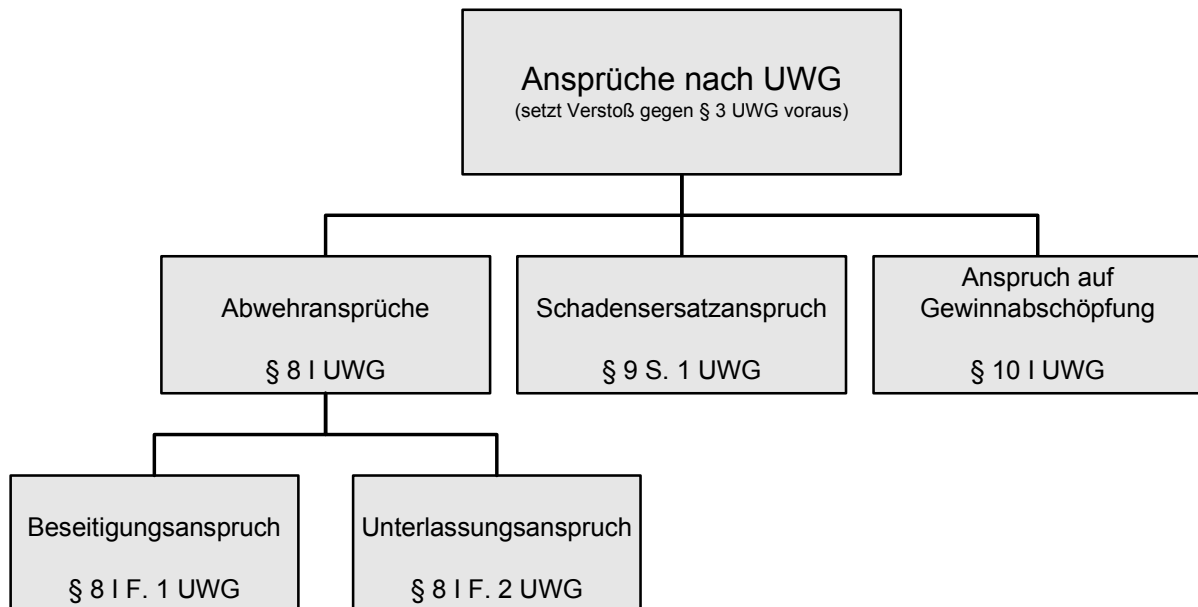 Ansprüche nach UWG
(setzt Verstoß gegen § 3 UWG voraus)
Abwehransprüche
§ 8 I UWG
Schadensersatzanspruch
§ 9 S. 1 UWG
Anspruch auf
Gewinnabschöpfung
§ 10 I UWG
Beseitigungsanspruch
§ 8 I F. 1 UWG
Unterlassungsanspruch
§ 8 I F. 2 UWG